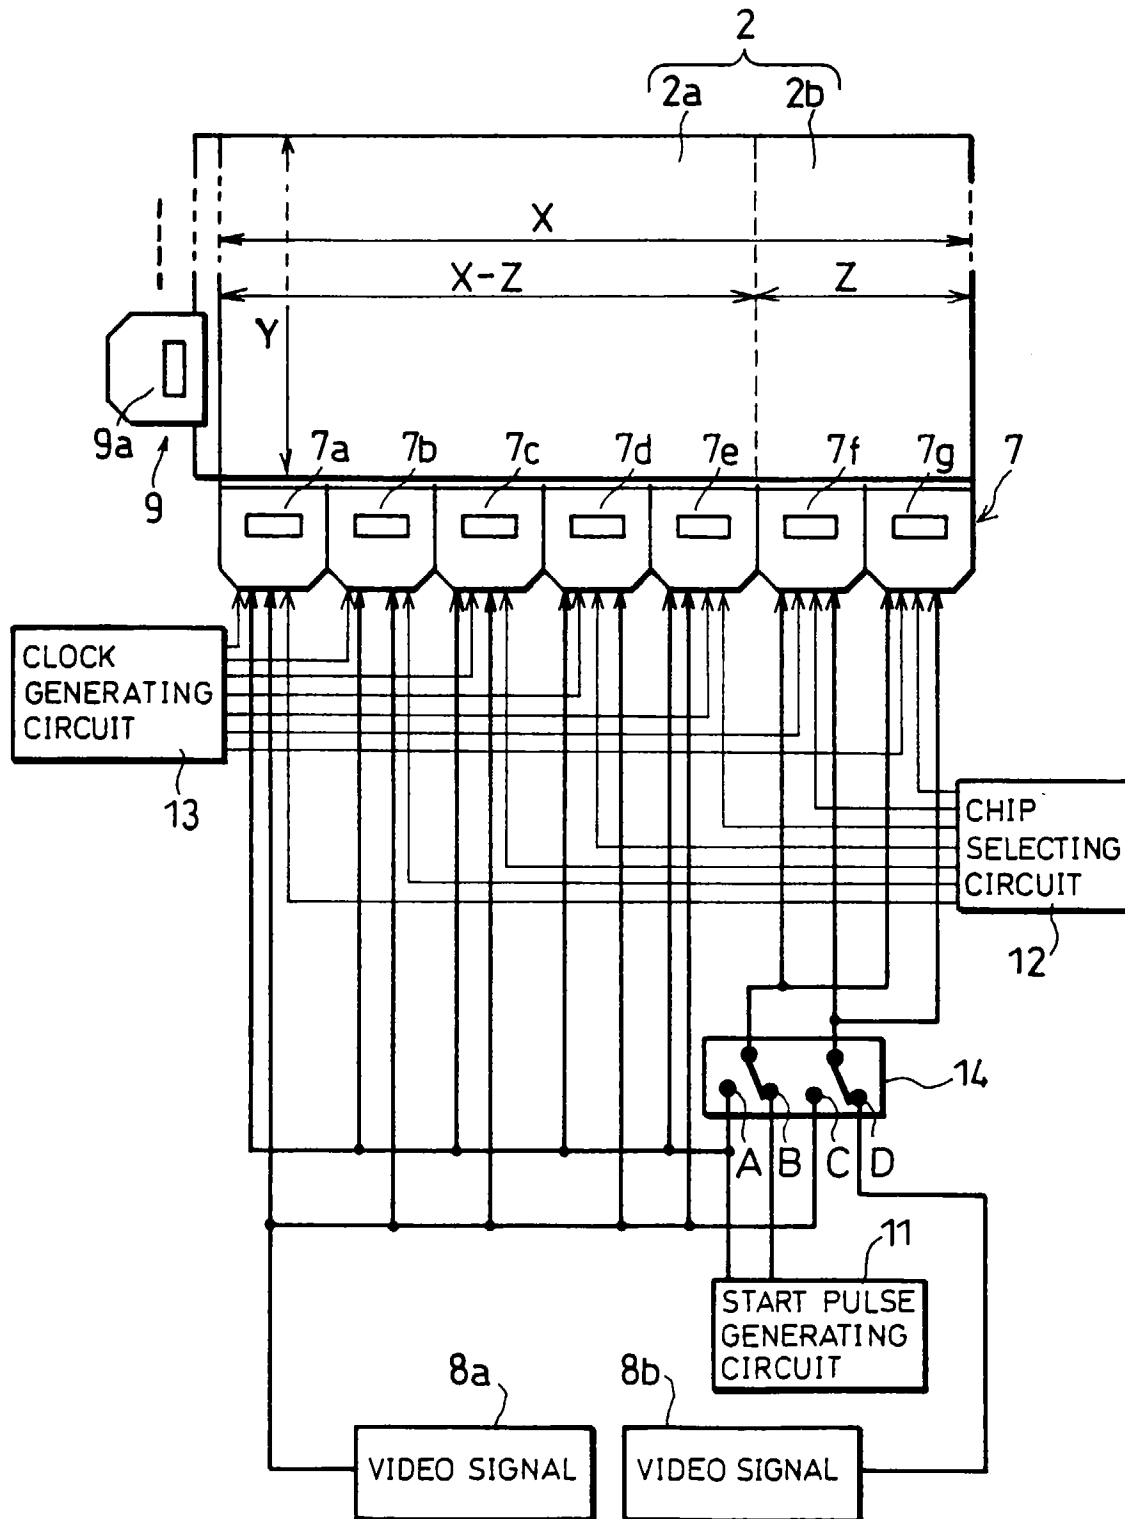 2
2a 2b
X
X-Z Z
Y
9a
9
7a 7b 7c 7d 7e 7f 7g 7
CLOCK
GENERATING
CIRCUIT
13
CHIP
SELECTING
CIRCUIT
12
14
A B C D
11
START PULSE
GENERATING
CIRCUIT
8a 8b
VIDEO SIGNAL VIDEO SIGNAL